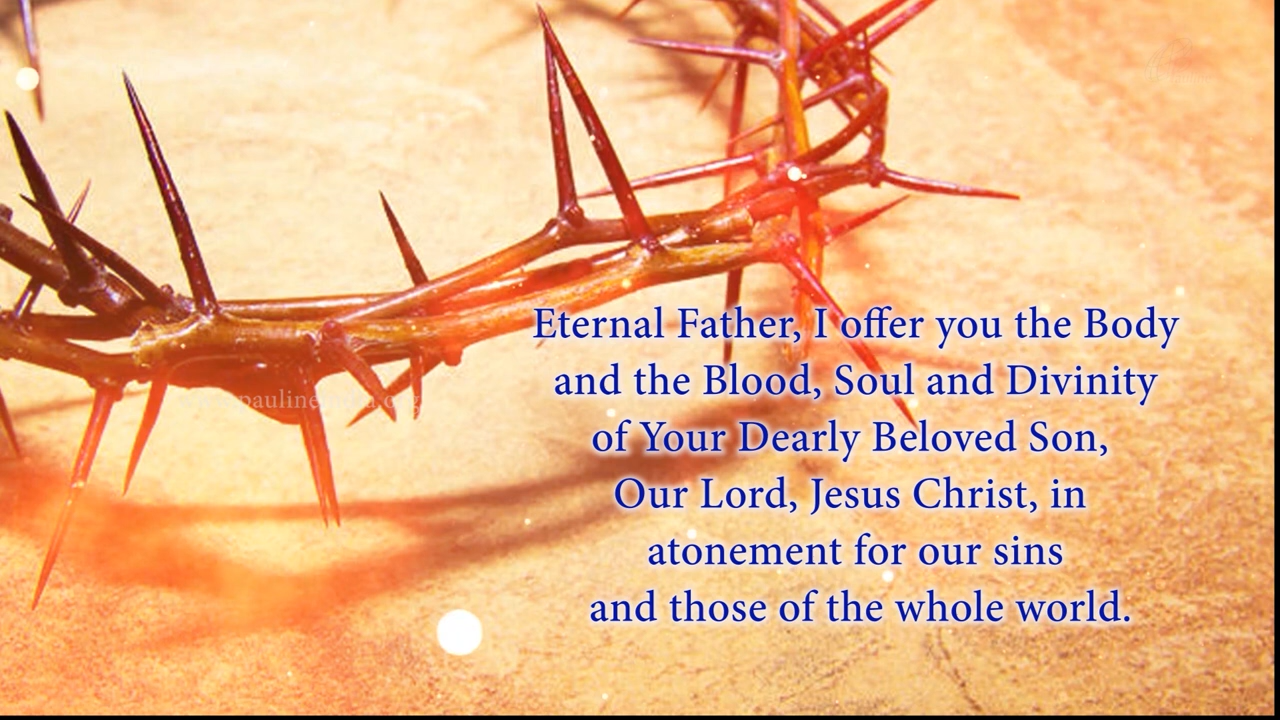 Eternal Father, I offer you the Body
and the Blood, Soul and Divinity
of Your Dearly Beloved Son,
Our Lord, Jesus Christ, in
atonement for our sins
and those of the whole world.